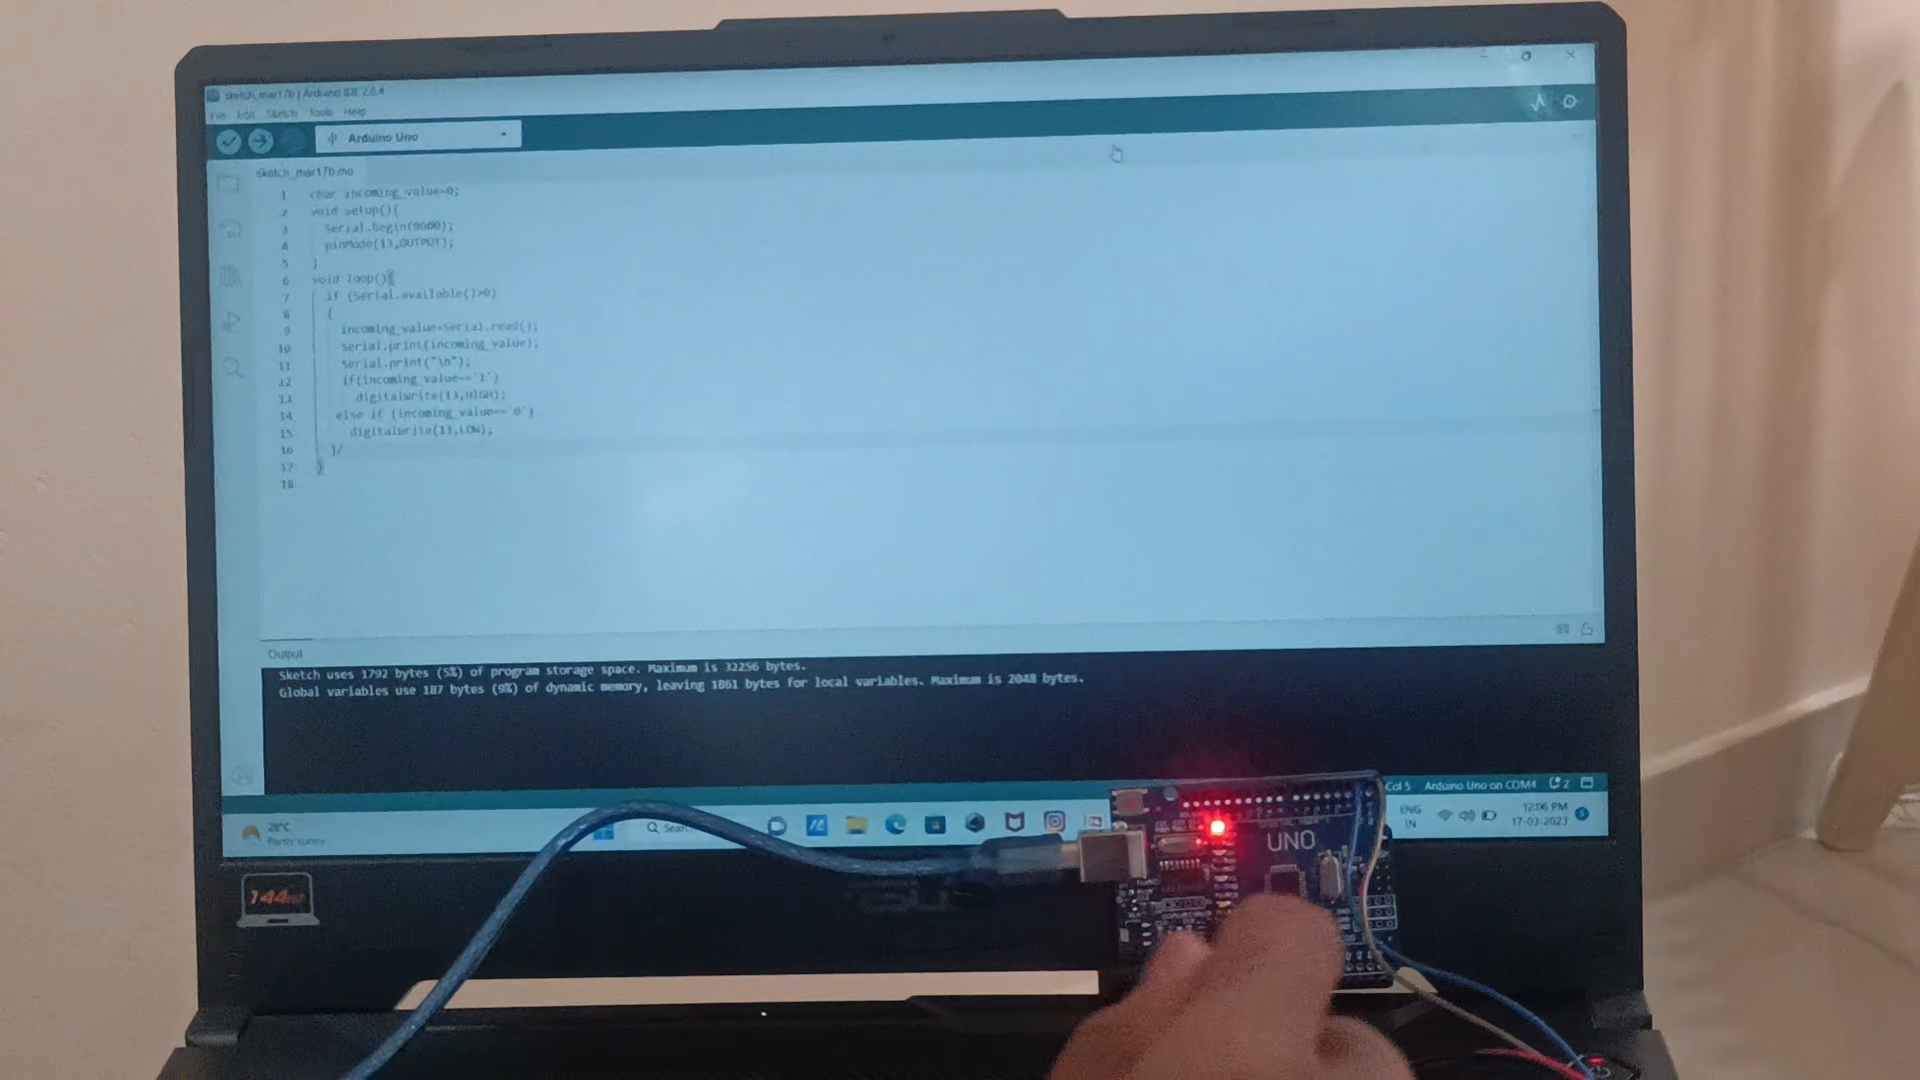 sketch_mar17b | Arduino IDE 2.0.4
File Edit Sketch Tools Help
Arduino Uno
sketch_mar17b.ino
1 char incoming_value=0;
2 void setup(){
3 Serial.begin(9600);
4 pinMode(13,OUTPUT);
5 }
6 void loop(){
7 if (Serial.available()>0)
8 {
9 incoming_value=Serial.read();
10 Serial.print(incoming_value);
11 Serial.print("\n");
12 if(incoming_value=='1')
13 digitalWrite(13,HIGH);
14 else if (incoming_value=='0')
15 digitalWrite(13,LOW);
16 }/
17 }
18
Output
Sketch uses 1792 bytes (5%) of program storage space. Maximum is 32256 bytes.
Global variables use 187 bytes (9%) of dynamic memory, leaving 1861 bytes for local variables. Maximum is 2048 bytes.
Col 5 Arduino Uno on COM4 2
28°C
Partly sunny
ENG
IN
12:06 PM
17-03-2023
UNO
144Hz